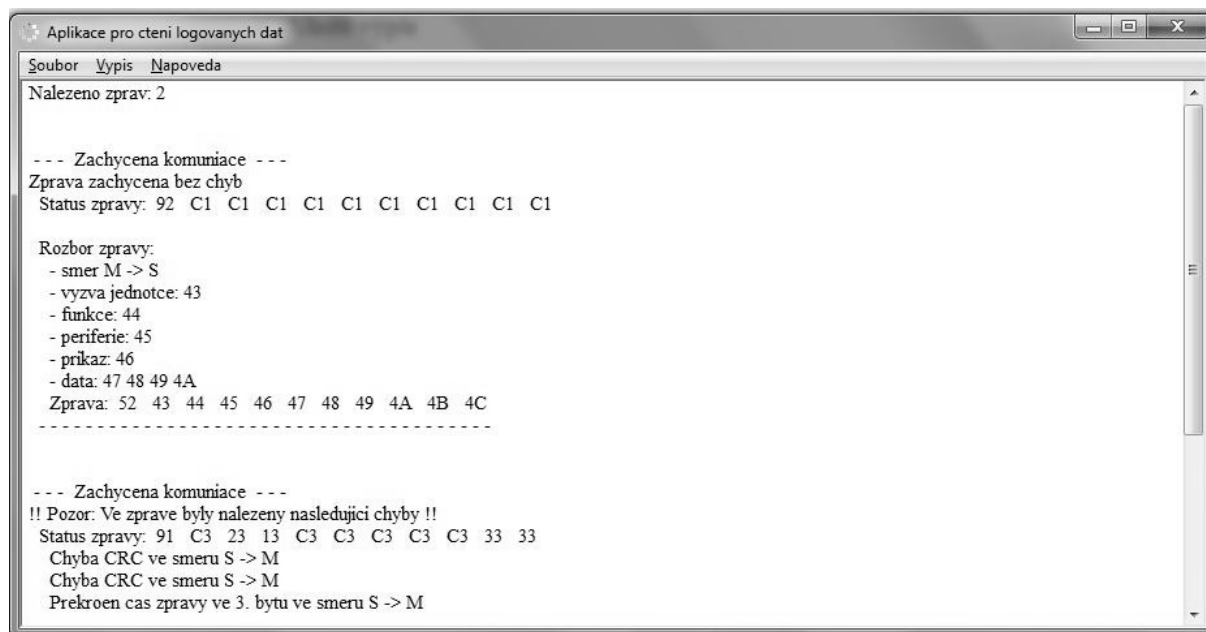 Aplikace pro cteni logovanych dat
Soubor Vypis Napoveda
Nalezeno zprav: 2
- - - Zachycena komuniace - - -
Zprava zachycena bez chyb
Status zpravy: 92 C1 C1 C1 C1 C1 C1 C1 C1 C1 C1
Rozbor zpravy:
- smer M -> S
- vyzva jednotce: 43
- funkce: 44
- periferie: 45
- prikaz: 46
- data: 47 48 49 4A
Zprava: 52 43 44 45 46 47 48 49 4A 4B 4C
- - - - - - - - - - - - - - - - - - - - - - - - - - - - - - - - - - - - - - -
- - - Zachycena komuniace - - -
!! Pozor: Ve zprave byly nalezeny nasledujici chyby !!
Status zpravy: 91 C3 23 13 C3 C3 C3 C3 C3 33 33
Chyba CRC ve smeru S -> M
Chyba CRC ve smeru S -> M
Prekroen cas zpravy ve 3. bytu ve smeru S -> M